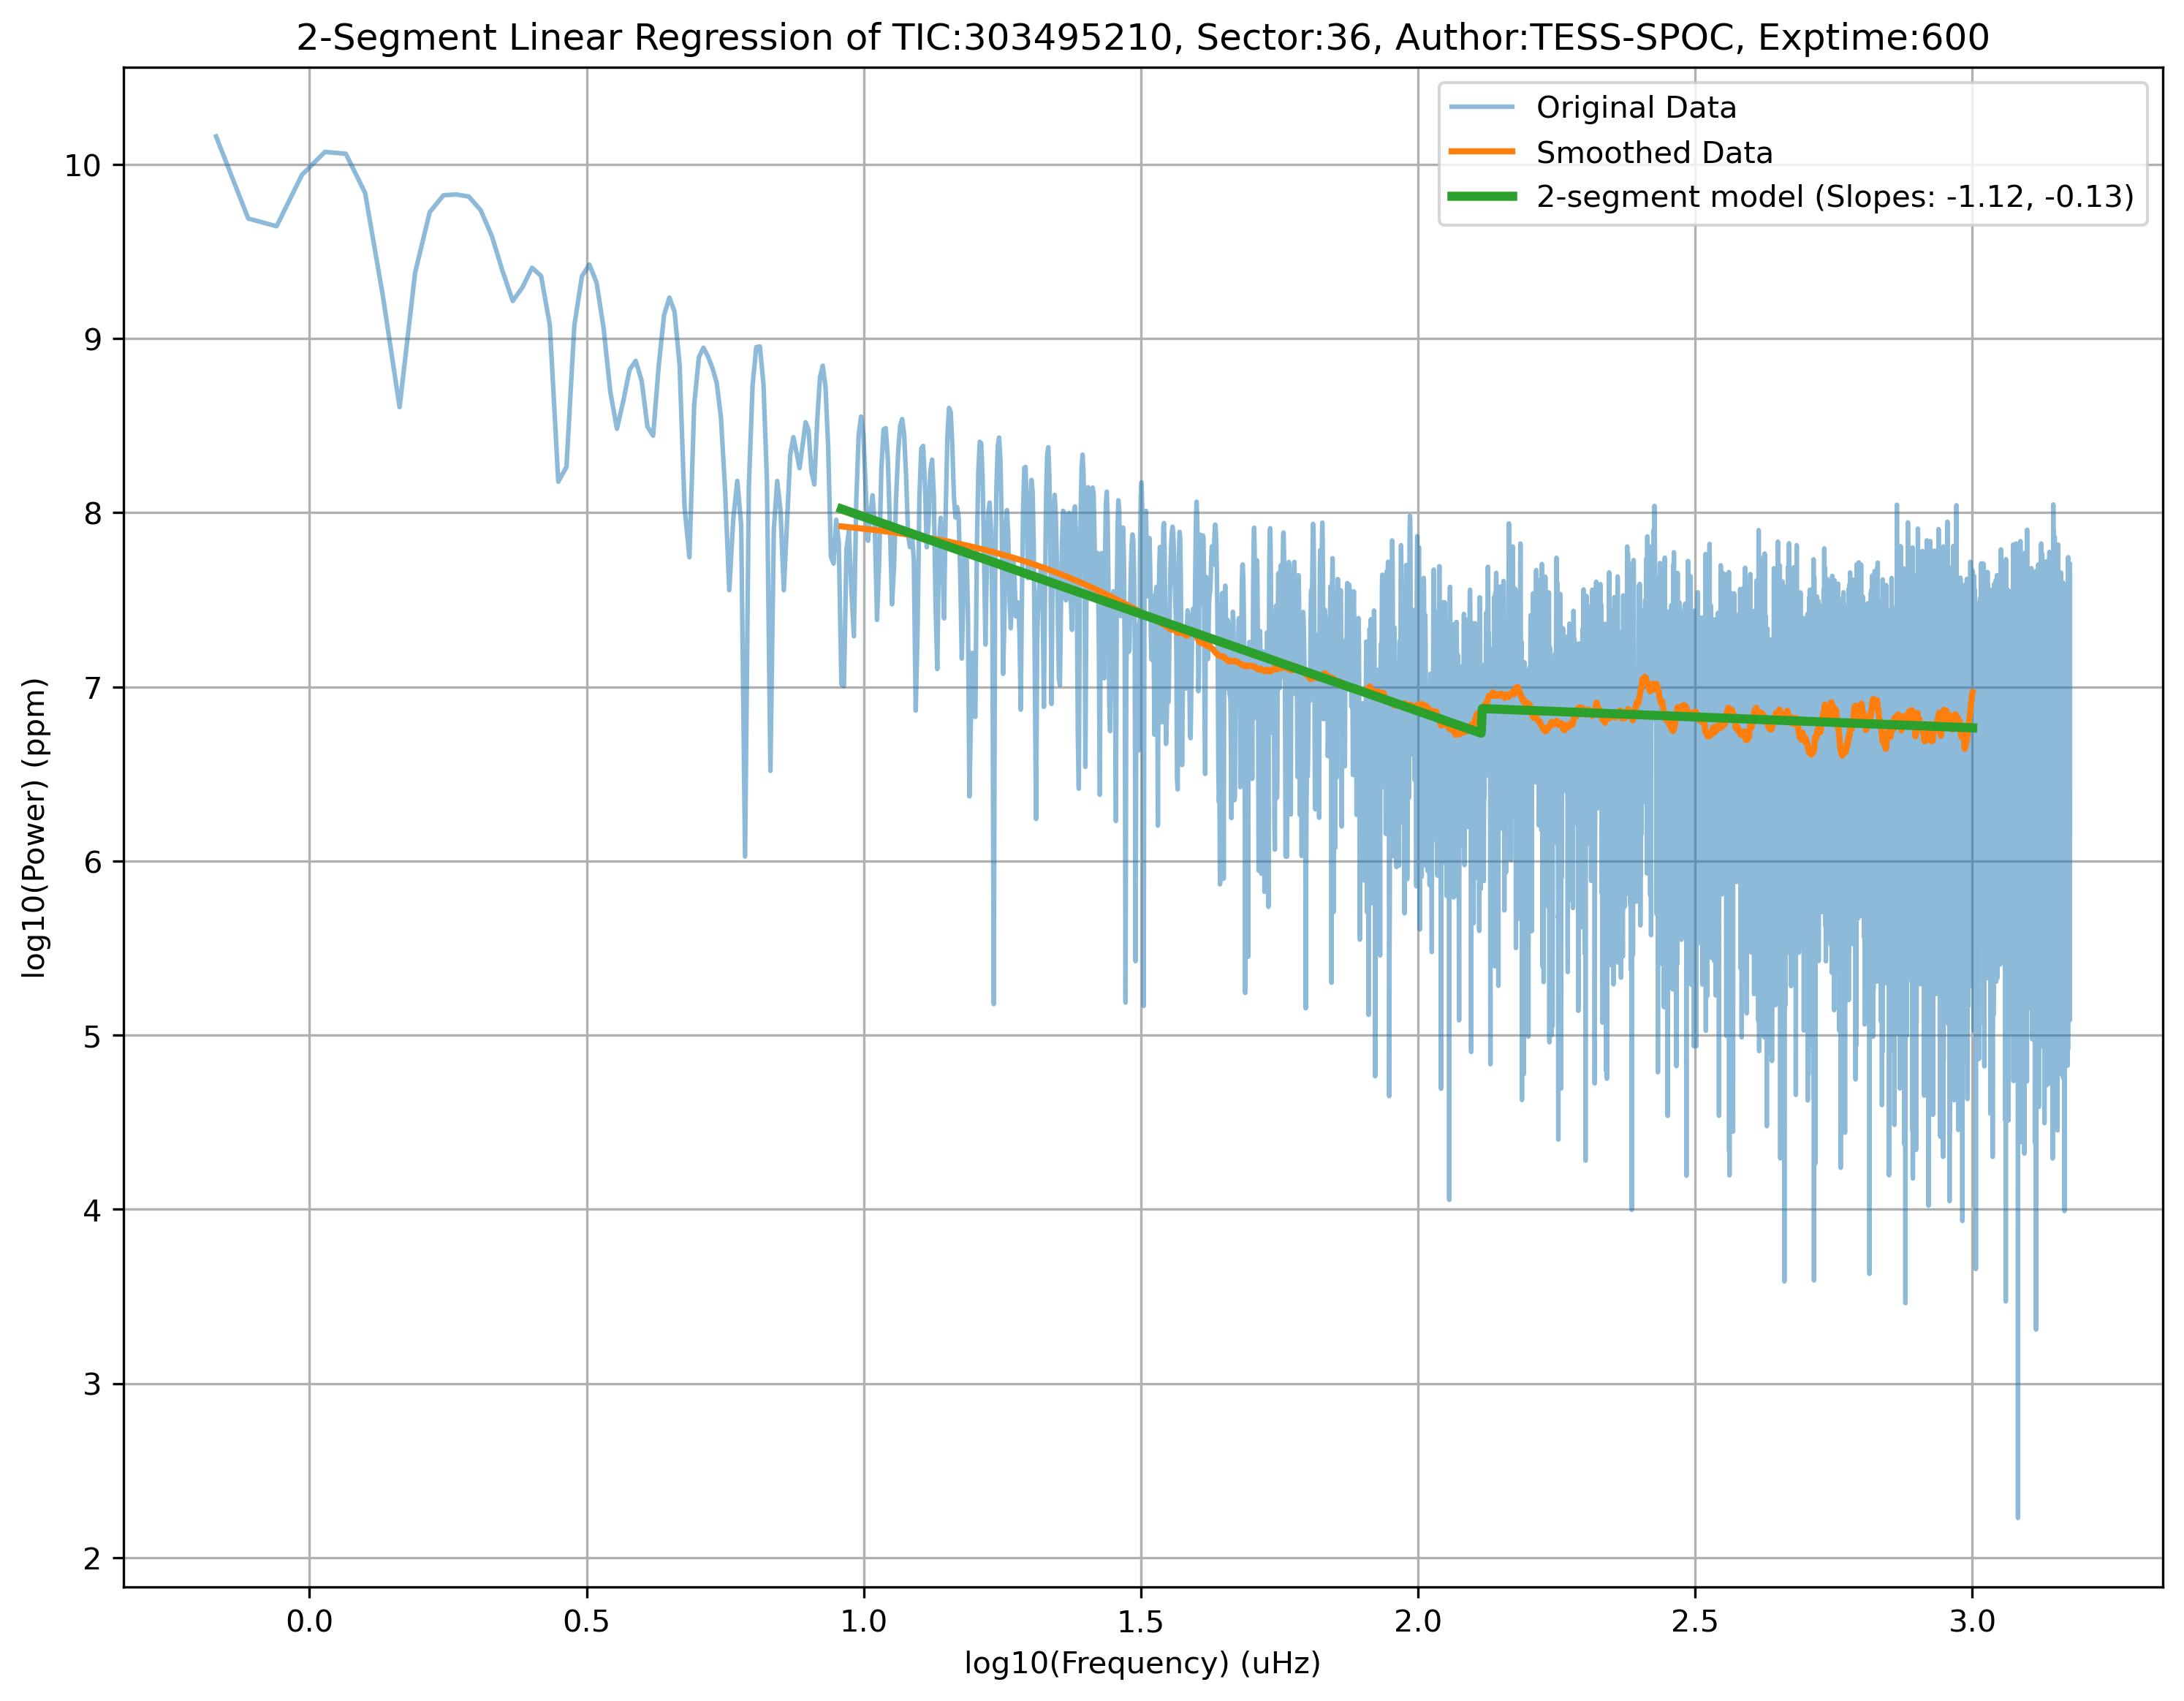 2-Segment Linear Regression of TIC:303495210, Sector:36, Author:TESS-SPOC, Exptime:600
Original Data
Smoothed Data
2-segment model (Slopes: -1.12, -0.13)
log10(Power) (ppm)
10
9
8
7
6
5
4
3
2
0.0 0.5 1.0 1.5 2.0 2.5 3.0
log10(Frequency) (uHz)